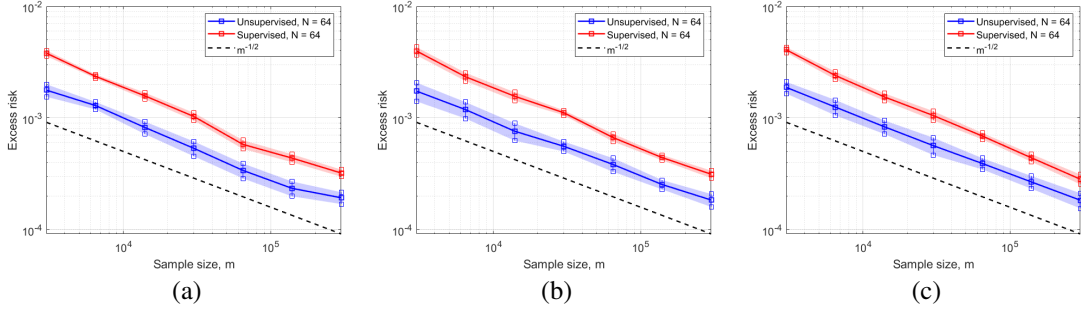 10^-2
10^-3
10^-4
Excess risk
10^4
10^5
Sample size, m
Unsupervised, N = 64
Supervised, N = 64
m^-1/2
(a)
10^-2
10^-3
10^-4
Excess risk
10^4
10^5
Sample size, m
Unsupervised, N = 64
Supervised, N = 64
m^-1/2
(b)
10^-2
10^-3
10^-4
Excess risk
10^4
10^5
Sample size, m
Unsupervised, N = 64
Supervised, N = 64
m^-1/2
(c)